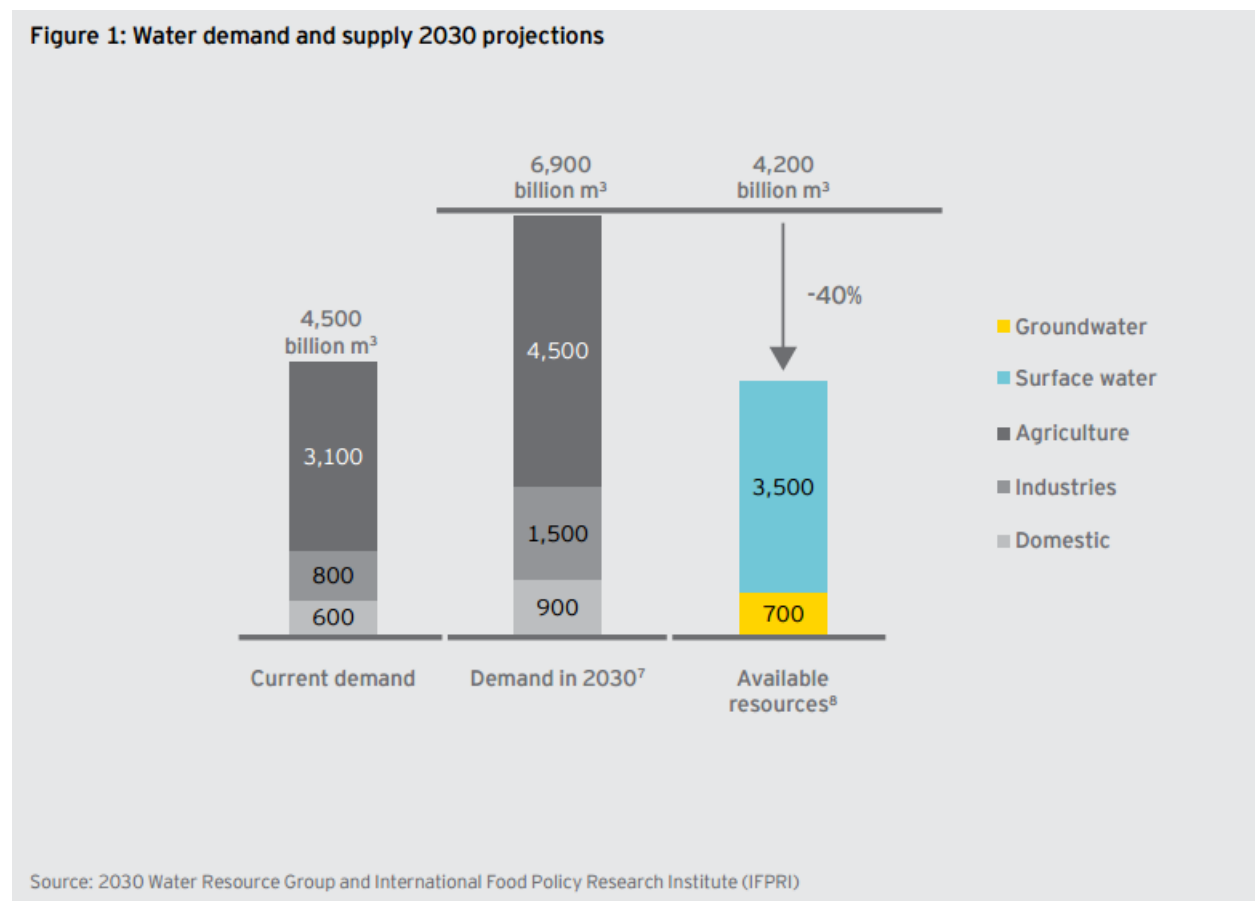 Figure 1: Water demand and supply 2030 projections
6,900
billion m³
4,200
billion m³
-40%
4,500
billion m³
4,500
3,100
1,500
3,500
800
900
700
600
Groundwater
Surface water
Agriculture
Industries
Domestic
Current demand
Demand in 2030⁷
Available
resources⁸
Source: 2030 Water Resource Group and International Food Policy Research Institute (IFPRI)